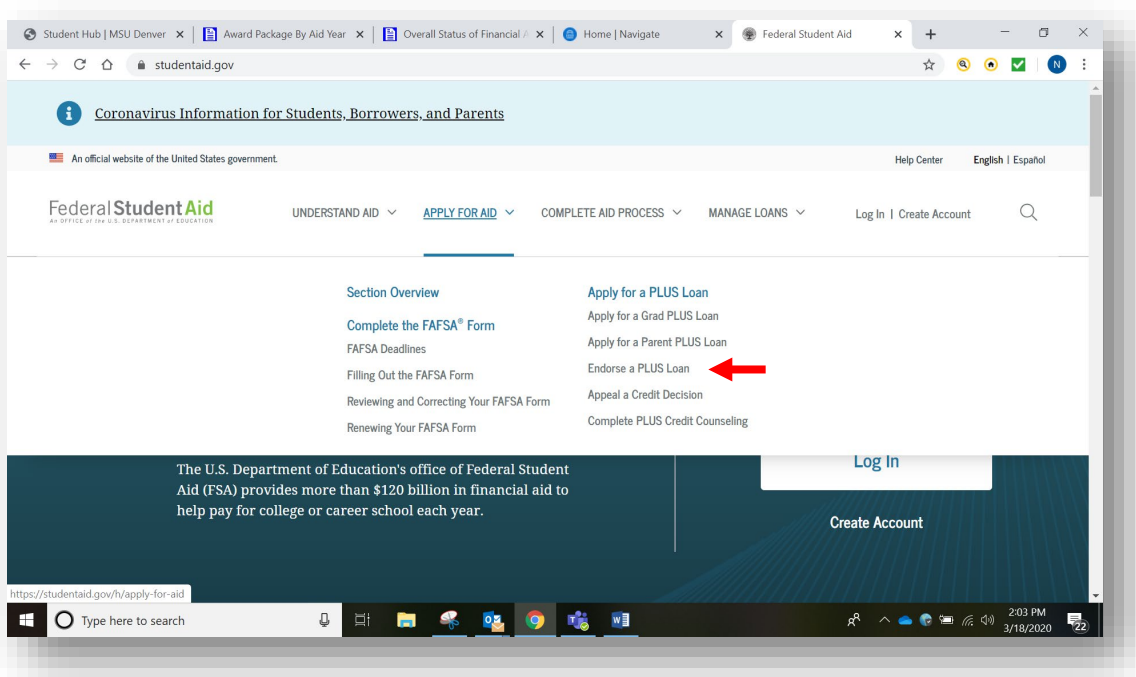 Student Hub | MSU Denver
Award Package By Aid Year
Overall Status of Financial A
Home | Navigate
Federal Student Aid
studentaid.gov
N
Coronavirus Information for Students, Borrowers, and Parents
An official website of the United States government.
Help Center English | Español
Federal Student Aid
An OFFICE of the U.S. DEPARTMENT of EDUCATION
UNDERSTAND AID
APPLY FOR AID
COMPLETE AID PROCESS
MANAGE LOANS
Log In | Create Account
Section Overview
Complete the FAFSA® Form
FAFSA Deadlines
Filling Out the FAFSA Form
Reviewing and Correcting Your FAFSA Form
Renewing Your FAFSA Form
Apply for a PLUS Loan
Apply for a Grad PLUS Loan
Apply for a Parent PLUS Loan
Endorse a PLUS Loan
Appeal a Credit Decision
Complete PLUS Credit Counseling
The U.S. Department of Education's office of Federal Student
Aid (FSA) provides more than $120 billion in financial aid to
help pay for college or career school each year.
Log In
Create Account
https://studentaid.gov/h/apply-for-aid
Type here to search
2:03 PM
3/18/2020
22